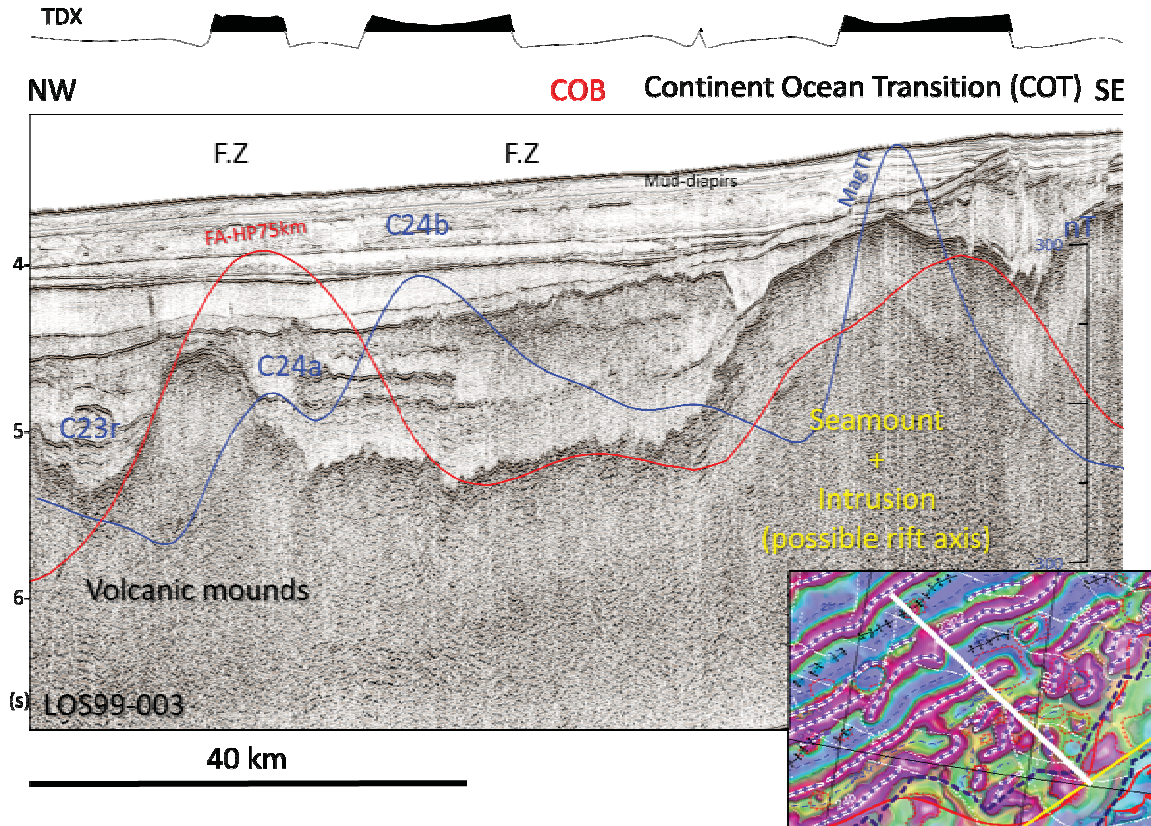 TDX
NW
COB
Continent Ocean Transition (COT)
SE
F.Z
F.Z
Mud-diapirs
MagTF
FA-HP75km
C24b
nT
300
4
C24a
C23r
5
Seamount
+
Intrusion
(possible rift axis)
300
Volcanic mounds
6
(s)
LOS99-003
40 km